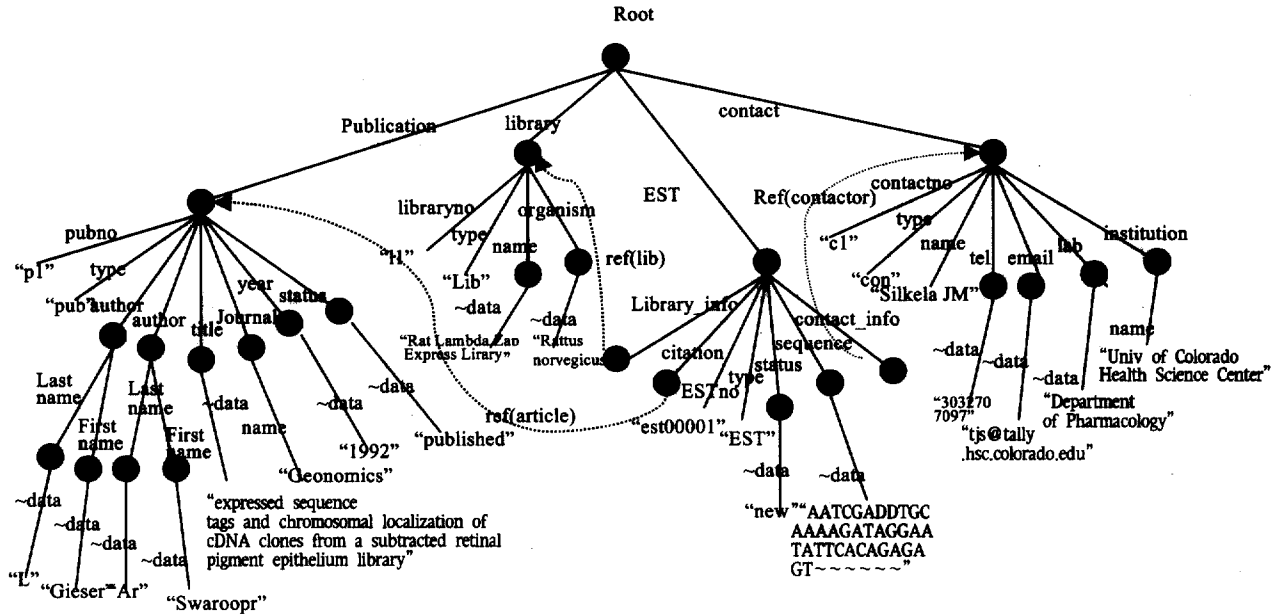 Root
Publication
library
contact
EST
Ref(contactor)
contactno
type
name
tel
email
lab
institution
libraryno
type
name
organism
ref(lib)
pubno
type
author
author
title
Journal
year
status
"p1"
"pub"
"l1"
"Lib"
~data
~data
"Rat Lambda Zap
Express Lirary"
"Rattus
norvegicus
Library_info
citation
ESTno
type
status
sequence
contact_info
"c1"
"con"
"Silkela JM"
~data
~data
~data
name
"Univ of Colorado
Health Science Center"
"303270
7097"
"tjs@tally
.hsc.colorado.edu"
"Department
of Pharmacology"
Last
name
First
name
Last
name
First
name
~data
name
~data
~data
ref(article)
"1992"
"published"
"Geonomics"
"est00001"
"EST"
~data
~data
"new"
"AATCGADDTGC
AAAAGATAGGAA
TATTCACAGAGA
GT~~~~~~"
~data
~data
~data
~data
"expressed sequence
tags and chromosomal localization of
cDNA clones from a subtracted retinal
pigment epithelium library"
"L"
"Gieser"
"Ar"
"Swaroopr"